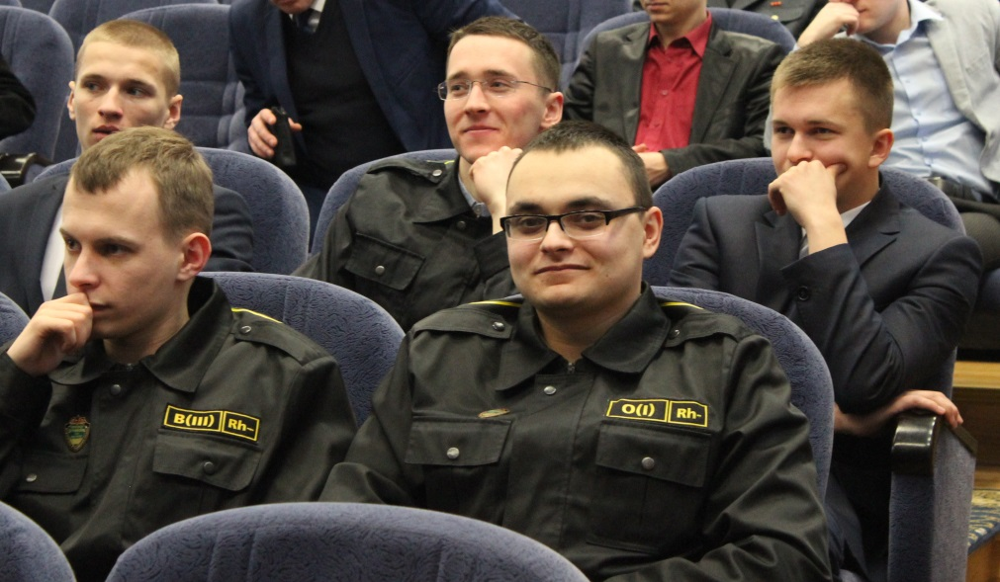 B(III) Rh-
O(I) Rh-